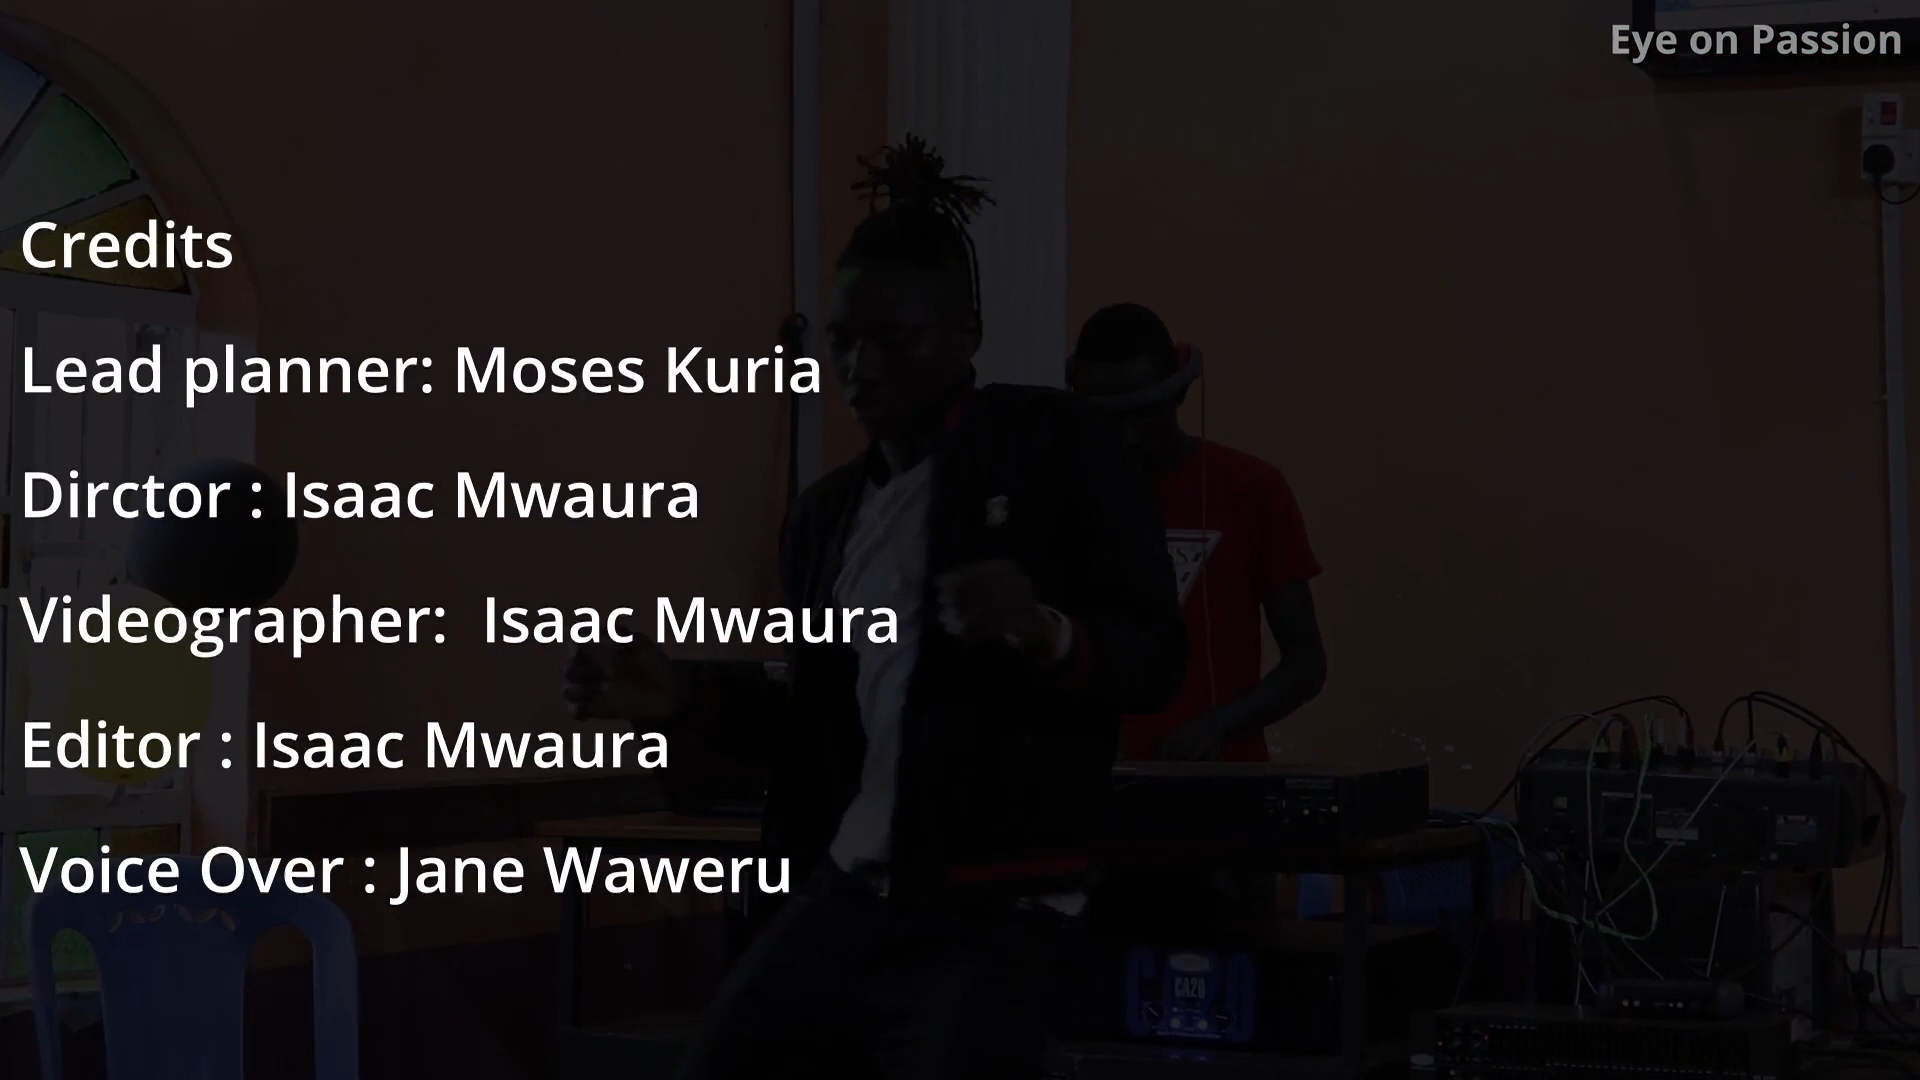 Eye on Passion
Credits
Lead planner: Moses Kuria
Dirctor : Isaac Mwaura
Videographer:  Isaac Mwaura
Editor : Isaac Mwaura
Voice Over : Jane Waweru
CA20